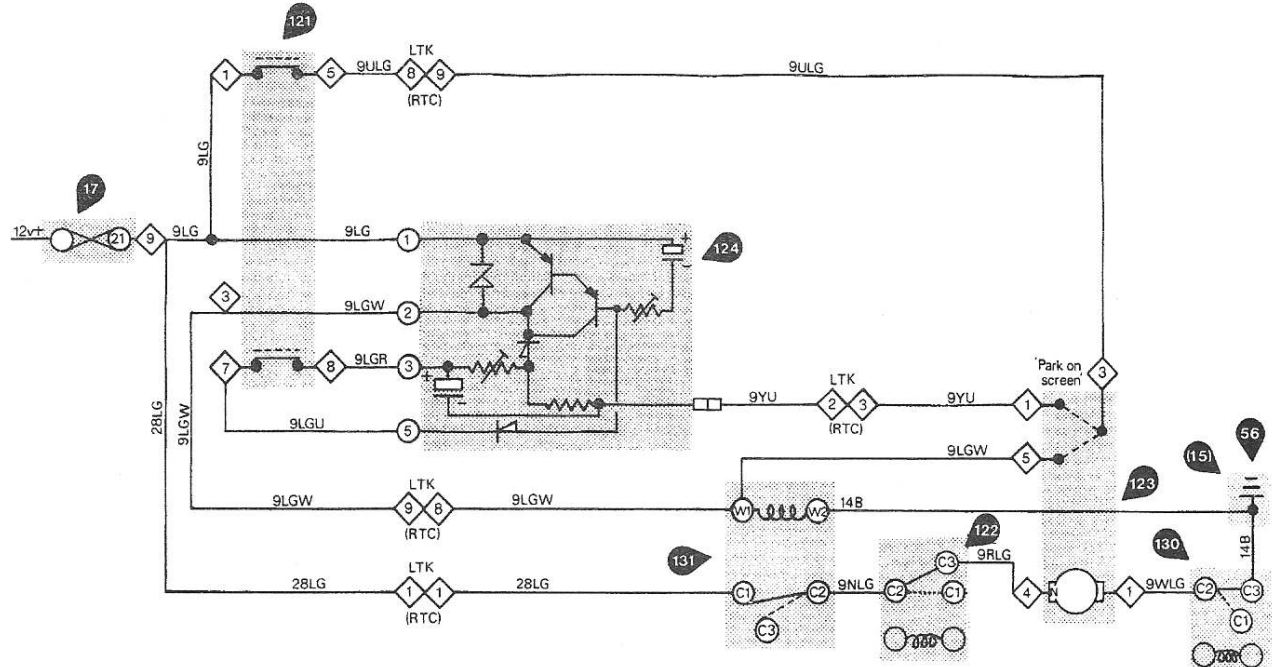 121
LTK
1 5 9ULG 8 9 9ULG
(RTC)
9LG
17
12v+ 21 9 9LG 9LG 1 + 124
-
3 9LGW 2
7 8 9LGR 3
+
-
'Park on screen' 3
LTK
9YU 2 3 9YU 1
(RTC)
9LGU 5
28LG 9LGW
9LGW 5
56
(15)
123
LTK
9LGW 9 8 9LGW W1 W2 14B
(RTC)
122
131 130
14B
LTK
28LG 1 1 28LG C1 C2 9NLG C2 C3 9RLG C1 4 N 1 9WLG C2 C3
(RTC)
C3 C1